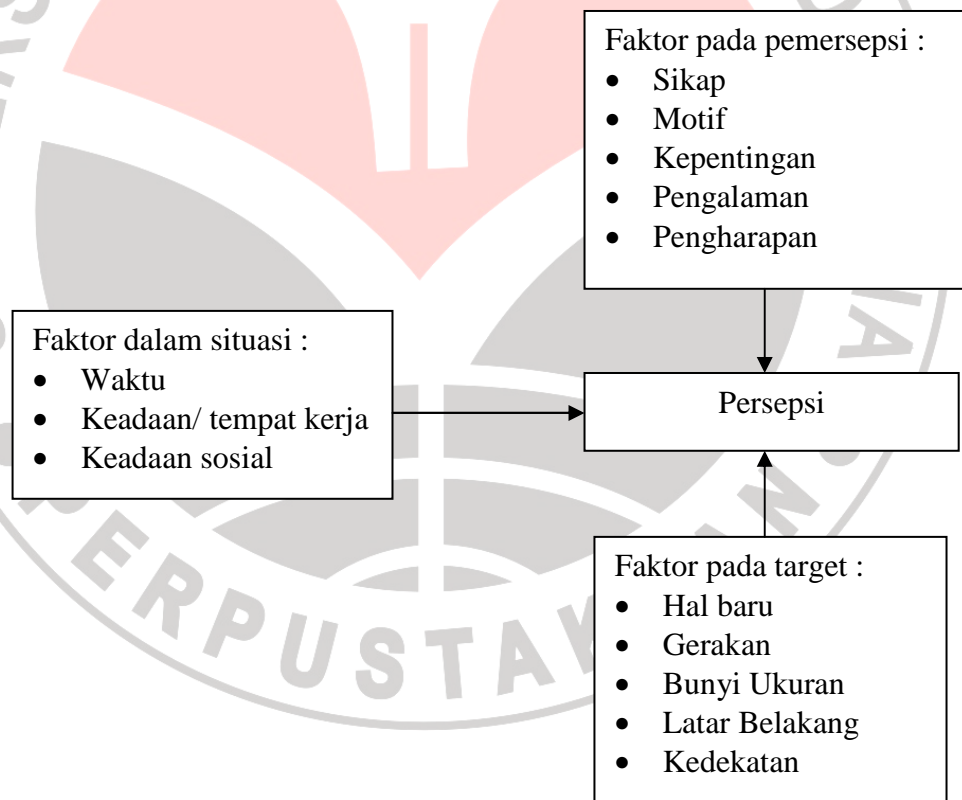 Faktor pada pemersepsi :
• Sikap
• Motif
• Kepentingan
• Pengalaman
• Pengharapan
Faktor dalam situasi :
• Waktu
• Keadaan/ tempat kerja
• Keadaan sosial
Persepsi
Faktor pada target :
• Hal baru
• Gerakan
• Bunyi Ukuran
• Latar Belakang
• Kedekatan